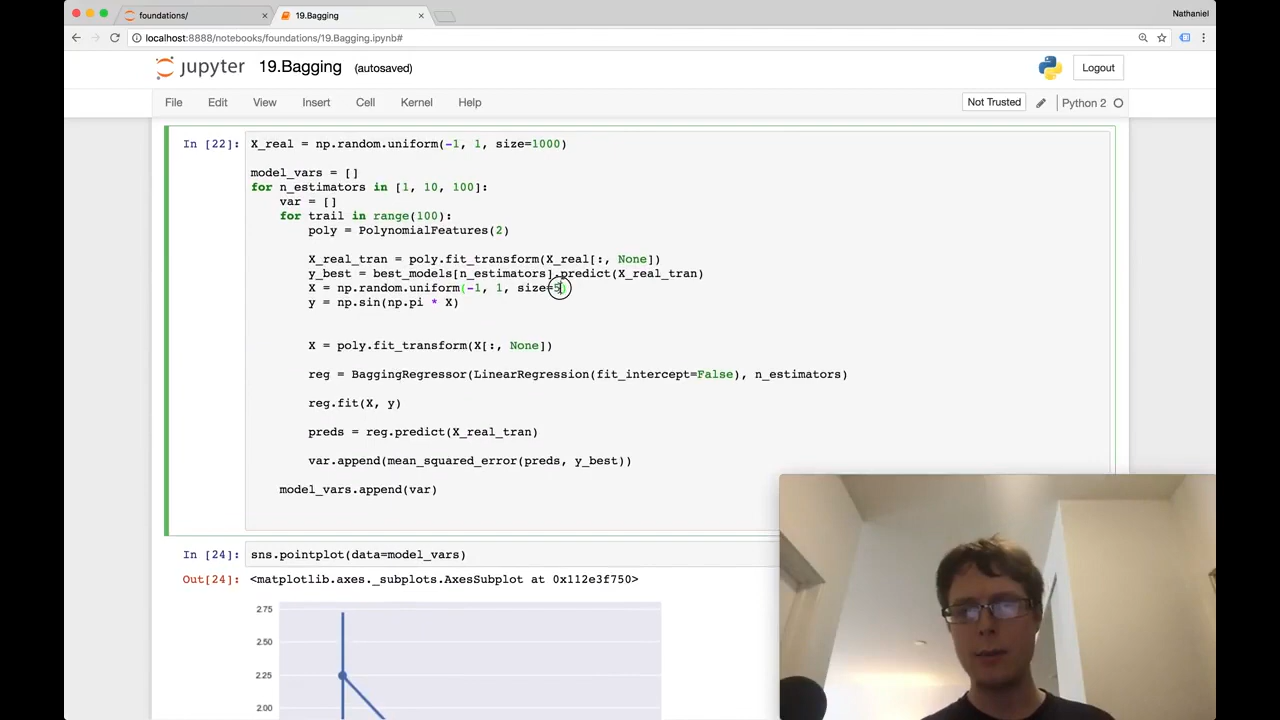 foundations/
19.Bagging
Nathaniel
localhost:8888/notebooks/foundations/19.Bagging.ipynb#
jupyter 19.Bagging (autosaved)
Logout
File Edit View Insert Cell Kernel Help
Not Trusted
Python 2
In [22]:
X_real = np.random.uniform(-1, 1, size=1000)
model_vars = []
for n_estimators in [1, 10, 100]:
    var = []
    for trail in range(100):
        poly = PolynomialFeatures(2)
        X_real_tran = poly.fit_transform(X_real[:, None])
        y_best = best_models[n_estimators].predict(X_real_tran)
        X = np.random.uniform(-1, 1, size=5)
        y = np.sin(np.pi * X)
        X = poly.fit_transform(X[:, None])
        reg = BaggingRegressor(LinearRegression(fit_intercept=False), n_estimators)
        reg.fit(X, y)
        preds = reg.predict(X_real_tran)
        var.append(mean_squared_error(preds, y_best))
    model_vars.append(var)
In [24]:
sns.pointplot(data=model_vars)
Out[24]:
<matplotlib.axes._subplots.AxesSubplot at 0x112e3f750>
2.75
2.50
2.25
2.00